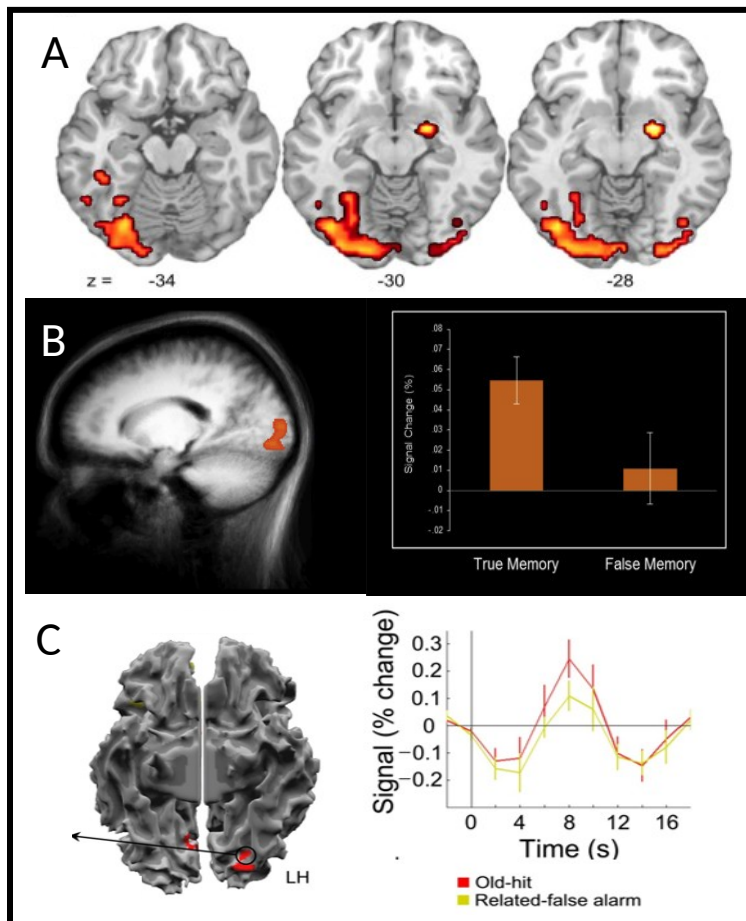 A
z = -34 -30 -28
B
Signal Change (%)
.08
.07
.06
.05
.04
.03
.02
.01
0
-.01
-.02
True Memory False Memory
C
LH
Signal (% change)
0.3
0.2
0.1
0
−0.1
−0.2
0 4 8 12 16
Time (s)
Old-hit
Related-false alarm